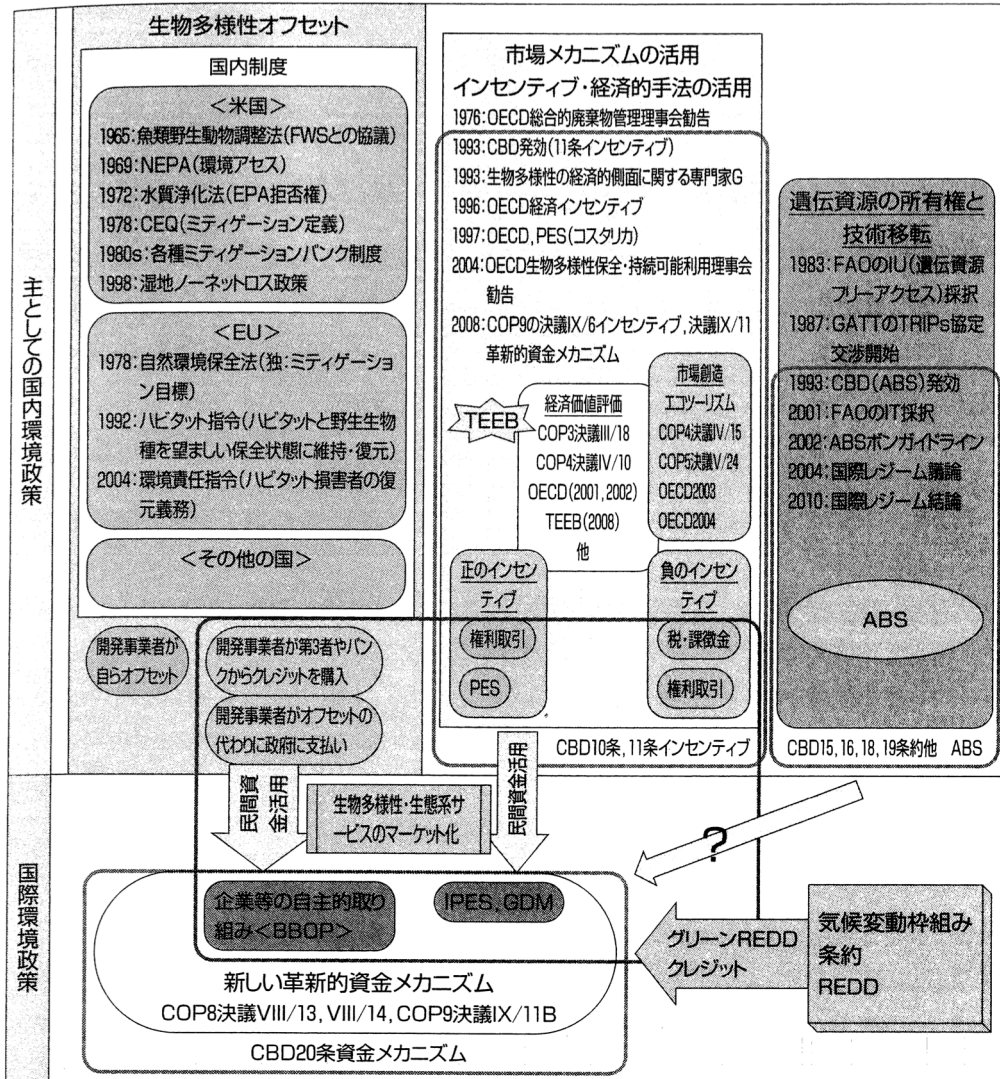 主としての国内環境政策
生物多様性オフセット
国内制度
<米国>
1965:魚類野生動物調整法(FWSとの協議)
1969:NEPA(環境アセス)
1972:水質浄化法(EPA拒否権)
1978:CEQ(ミティゲーション定義)
1980s:各種ミティゲーションバンク制度
1998:湿地ノーネットロス政策
<EU>
1978:自然環境保全法(独:ミティゲーショ
ン目標)
1992:ハビタット指令(ハビタットと野生生物
種を望ましい保全状態に維持・復元)
2004:環境責任指令(ハビタット損害者の復
元義務)
<その他の国>
開発事業者が
自らオフセット
開発事業者が第3者やバン
クからクレジットを購入
開発事業者がオフセットの
代わりに政府に支払い
市場メカニズムの活用
インセンティブ・経済的手法の活用
1976:OECD総合的廃棄物管理理事会勧告
1993:CBD発効(11条インセンティブ)
1993:生物多様性の経済的側面に関する専門家G
1996:OECD経済インセンティブ
1997:OECD,PES(コスタリカ)
2004:OECD生物多様性保全・持続可能利用理事会
勧告
2008:COP9の決議IX/6インセンティブ,決議IX/11
革新的資金メカニズム
TEEB
経済価値評価
COP3決議III/18
COP4決議IV/10
OECD(2001,2002)
TEEB(2008)
他
市場創造
エコツーリズム
COP4決議IV/15
COP5決議V/24
OECD2003
OECD2004
正のインセン
ティブ
権利取引
PES
負のインセン
ティブ
税・課徴金
権利取引
CBD10条,11条インセンティブ
遺伝資源の所有権と
技術移転
1983:FAOのIU(遺伝資源
フリーアクセス)採択
1987:GATTのTRIPs協定
交渉開始
1993:CBD(ABS)発効
2001:FAOのIT採択
2002:ABSボンガイドライン
2004:国際レジーム議論
2010:国際レジーム結論
ABS
CBD15,16,18,19条約他 ABS
国際環境政策
民間資
金活用
生物多様性・生態系サ
ービスのマーケット化
民間資金活用
?
企業等の自主的取り
組み<BBOP>
IPES,GDM
新しい革新的資金メカニズム
COP8決議VIII/13,VIII/14,COP9決議IX/11B
CBD20条資金メカニズム
グリーンREDD
クレジット
気候変動枠組み
条約
REDD